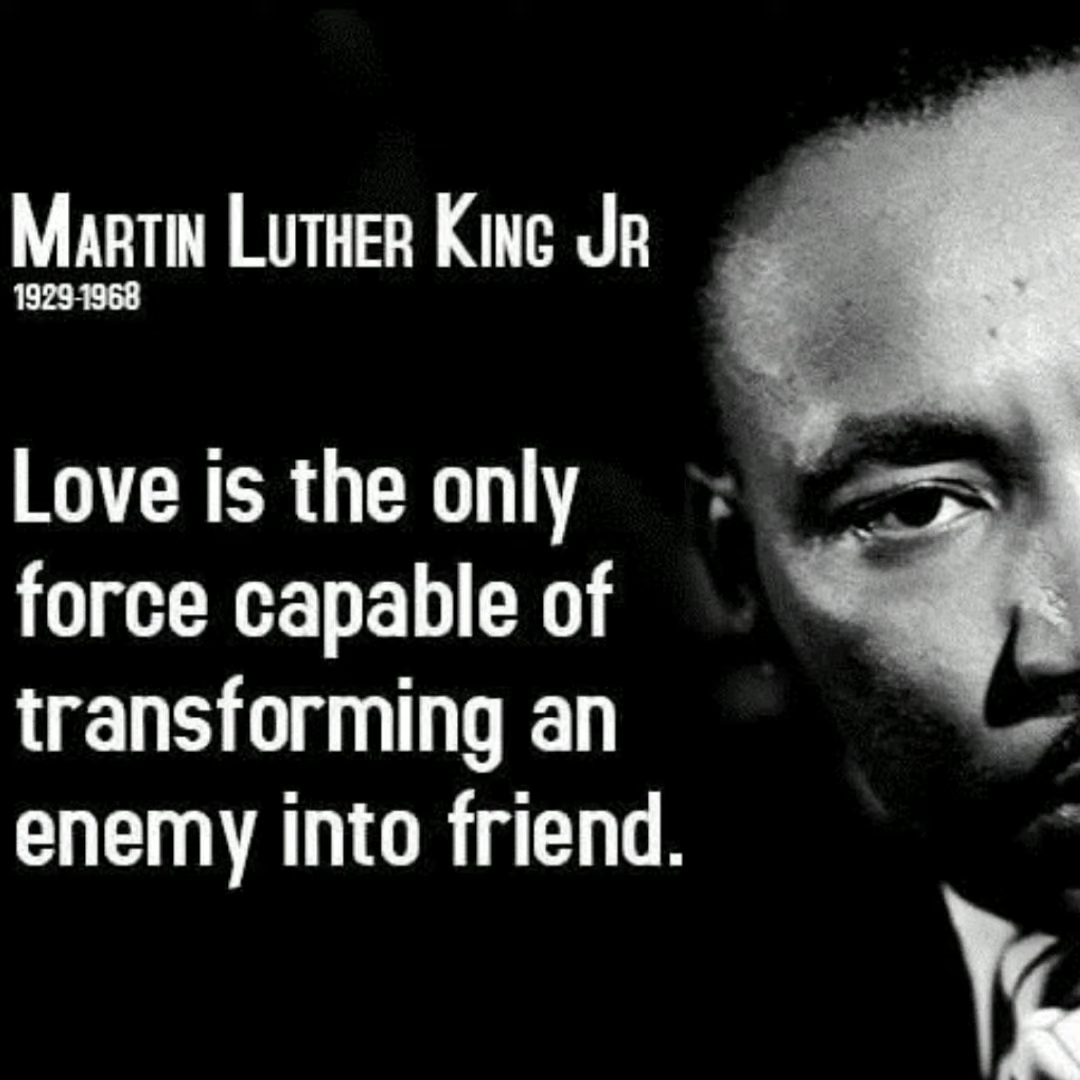 Martin Luther King Jr
1929-1968
Love is the only
force capable of
transforming an
enemy into friend.